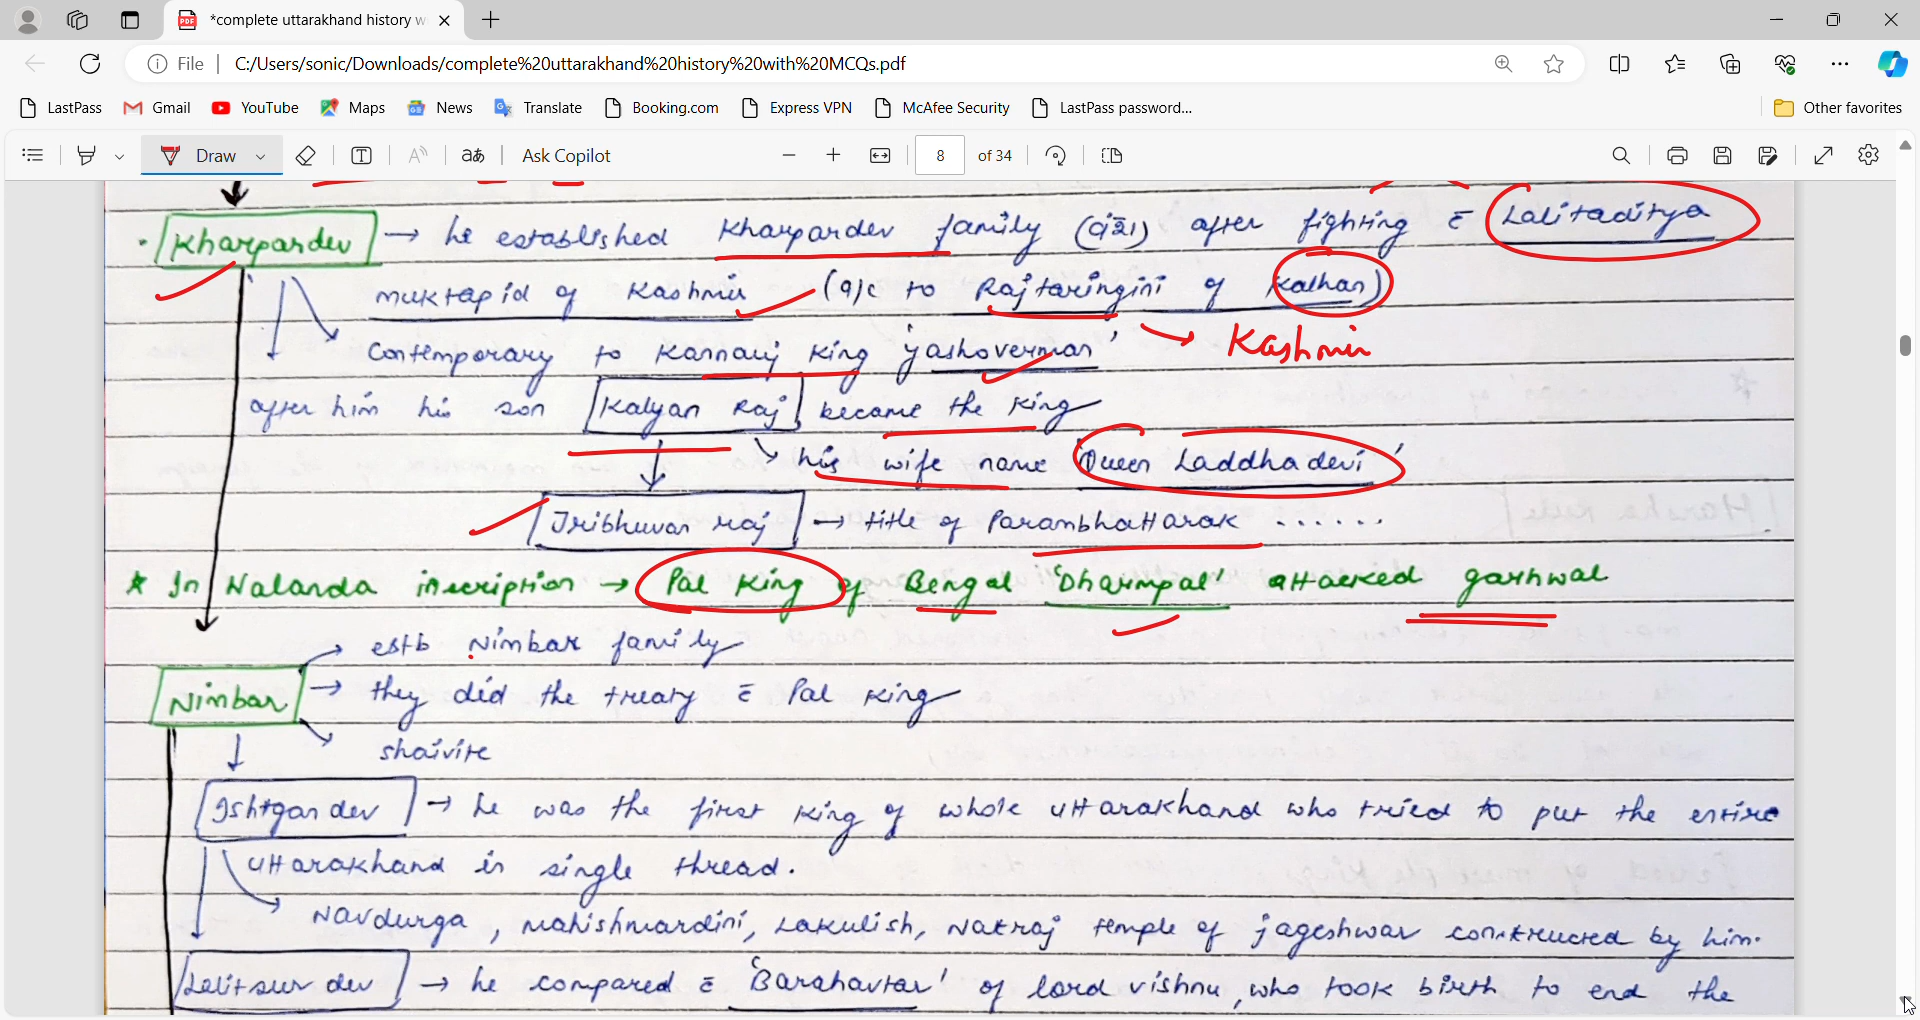 *complete uttarakhand history w
File
C:/Users/sonic/Downloads/complete%20uttarakhand%20history%20with%20MCQs.pdf
LastPass Gmail YouTube Maps News Translate Booking.com Express VPN McAfee Security LastPass password... Other favorites
Draw Ask Copilot 8 of 34
Kharpardev → he established Kharpardev family (वंश) after fighting c̄ Lalitaditya
muktapid of Kashmir (a/c to Rajtaringini of Kalhan)
→ Kashmir
Contemporary to Kannauj King 'yashoverman'
after him his son Kalyan Raj became the King
his wife name 'Queen Laddhadevi'
Tribhuvan raj → title of Parambhattarak ......
* In Nalanda inscription → Pal King of Bengal 'Dharmpal' attacked garhwal
→ estb Nimbar family
Nimbar → they did the treaty c̄ Pal King
shaivite
Ishtgan dev → he was the first King of whole uttarakhand who tried to put the entire
uttarakhand in single thread.
Navdurga, Mahishmardini, Lakulish, Natraj temple of jageshwar constructed by him.
Lalitsur dev → he compared c̄ 'Barahavtar' of lord vishnu, who took birth to end the